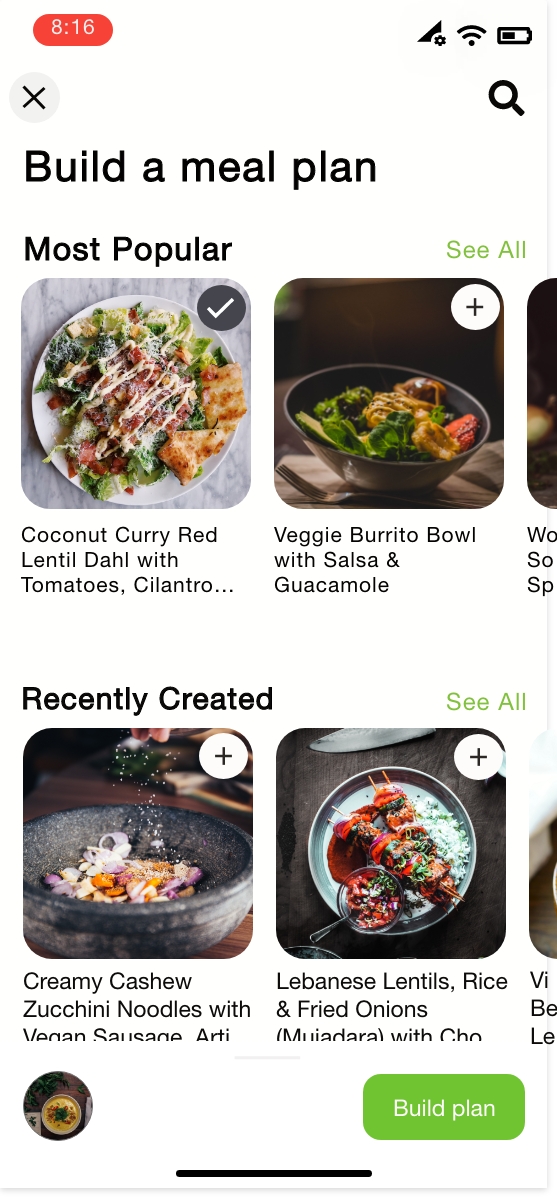 8:16
Build a meal plan
Most Popular
See All
Coconut Curry Red
Lentil Dahl with
Tomatoes, Cilantro...
Veggie Burrito Bowl
with Salsa &
Guacamole
Wo
So
Sp
Recently Created
See All
Creamy Cashew
Zucchini Noodles with
Vegan Sausage, Arti
Lebanese Lentils, Rice
& Fried Onions
(Mujadara) with Cho
Vi
Be
Le
Build plan